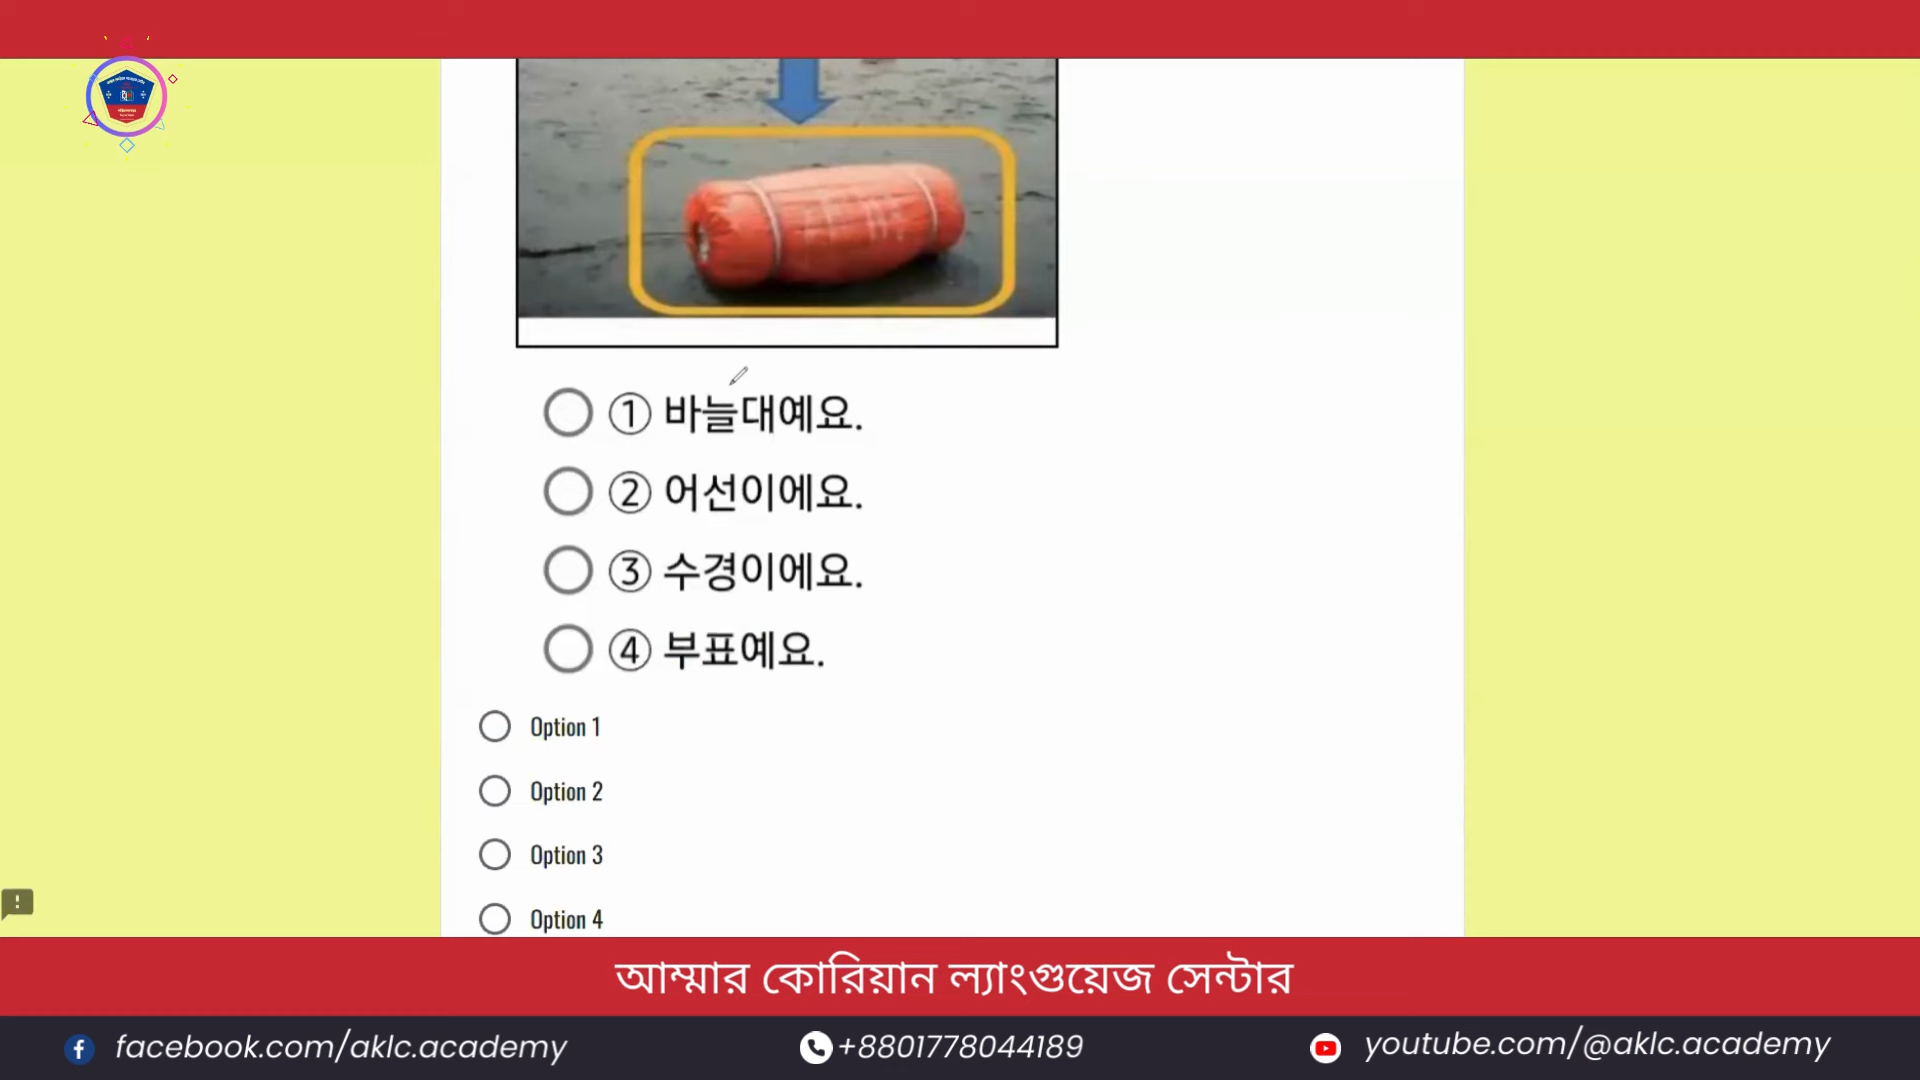 ① 바늘대예요.
② 어선이에요.
③ 수경이에요.
④ 부표예요.
Option 1
Option 2
Option 3
Option 4
আম্মার কোরিয়ান ল্যাংগুয়েজ সেন্টার
facebook.com/aklc.academy
+8801778044189
youtube.com/@aklc.academy